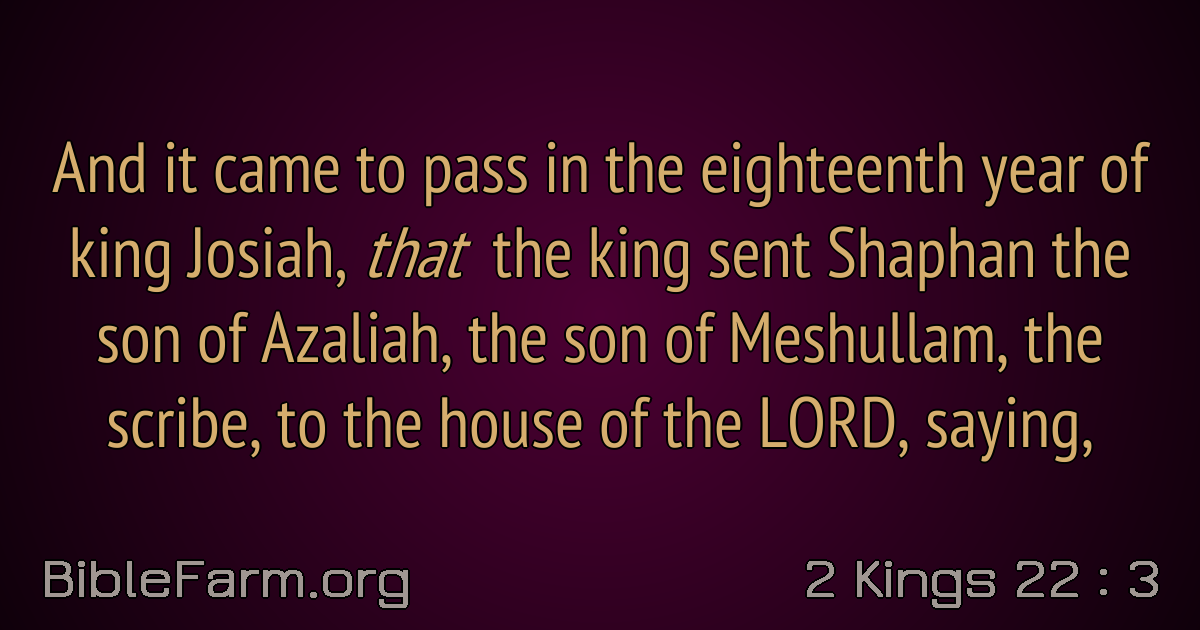 And it came to pass in the eighteenth year of
king Josiah, that the king sent Shaphan the
son of Azaliah, the son of Meshullam, the
scribe, to the house of the LORD, saying,
BibleFarm.org
2 Kings 22 : 3